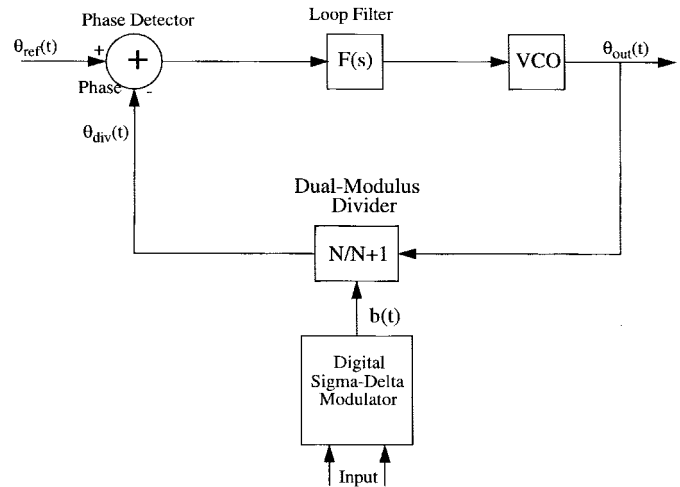 Phase Detector
Loop Filter
θref(t)
+
+
F(s)
VCO
θout(t)
Phase
-
θdiv(t)
Dual-Modulus
Divider
N/N+1
b(t)
Digital
Sigma-Delta
Modulator
Input